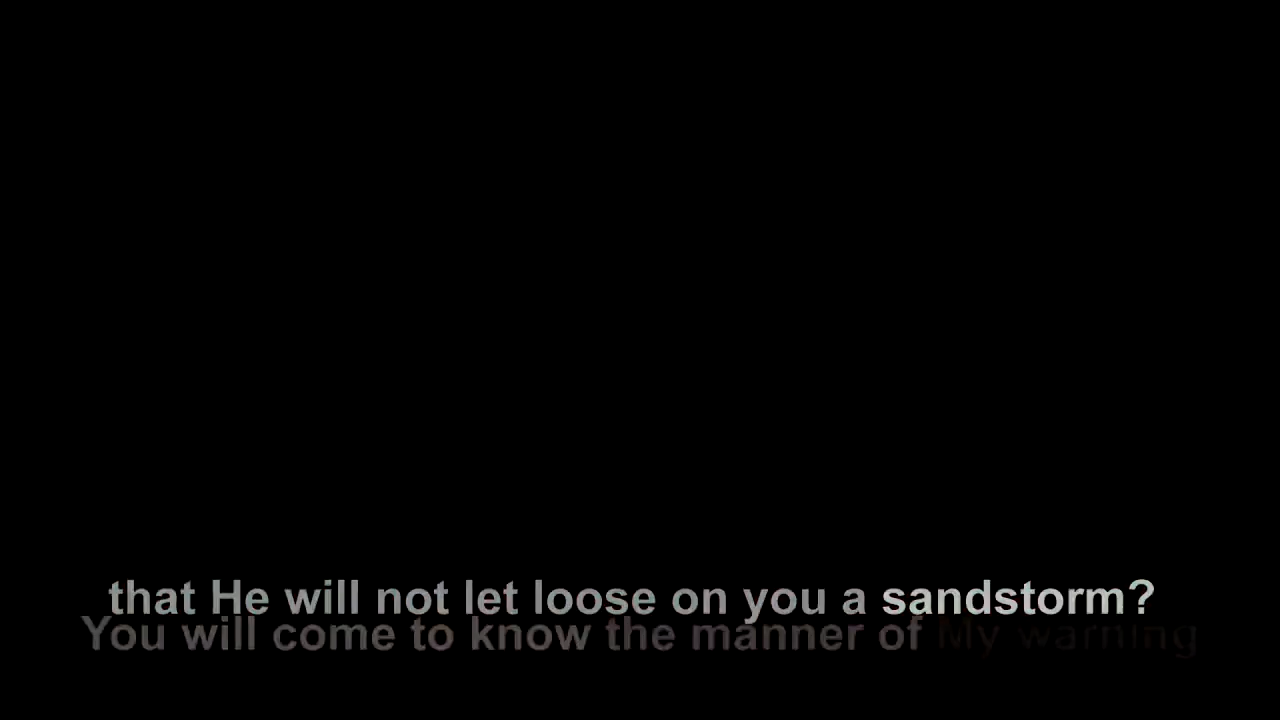 that He will not let loose on you a sandstorm?
You will come to know the manner of My warning